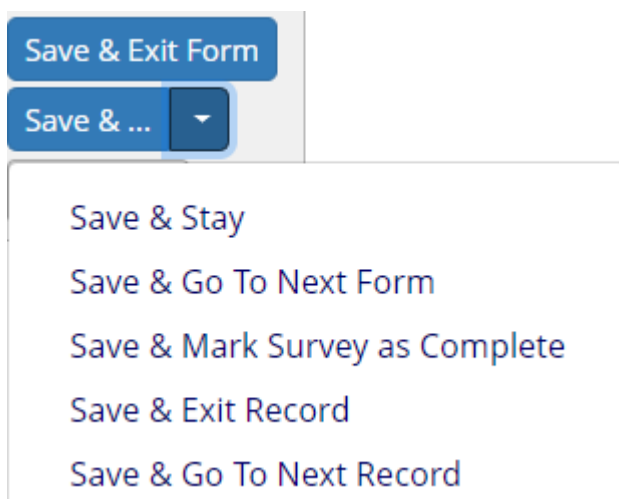 Save & Exit Form
Save & ...
Save & Stay
Save & Go To Next Form
Save & Mark Survey as Complete
Save & Exit Record
Save & Go To Next Record